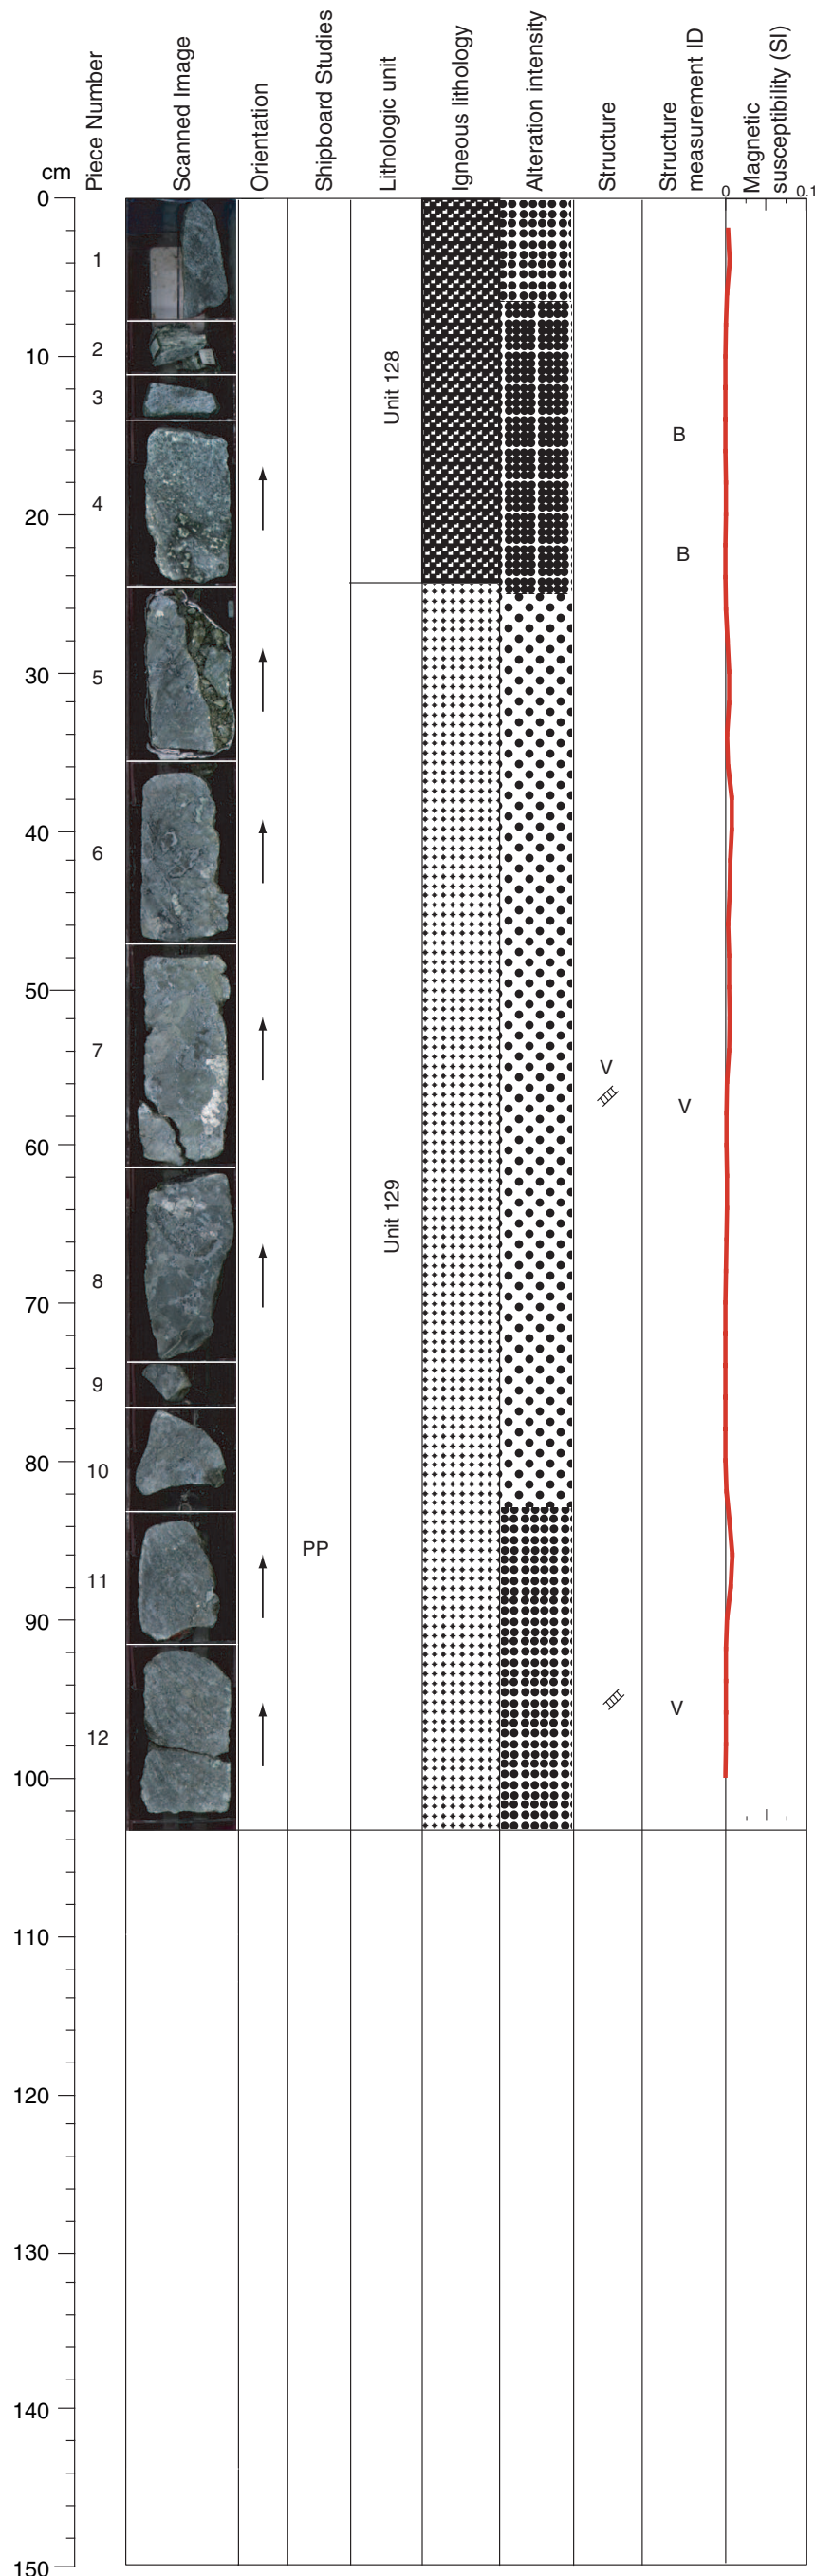 cm
Piece Number
Scanned Image
Orientation
Shipboard Studies
Lithologic unit
Igneous lithology
Alteration intensity
Structure
Structure
measurement ID
Magnetic
susceptibility (SI)
0
0.1
0
1
2
10
Unit 128
3
B
4
20
B
30
5
40
6
50
7
V
V
60
Unit 129
8
70
9
80
10
PP
11
90
V
12
100
110
120
130
140
150